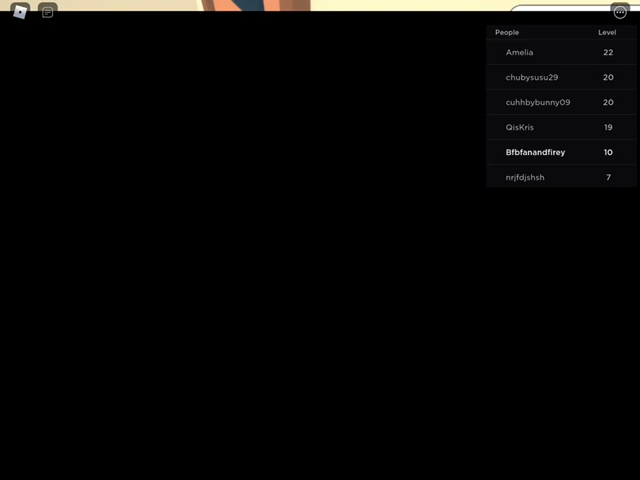 People Level
Amelia 22
chubysusu29 20
cuhhbybunny09 20
QisKris 19
Bfbfanandfirey 10
nrjfdjshsh 7